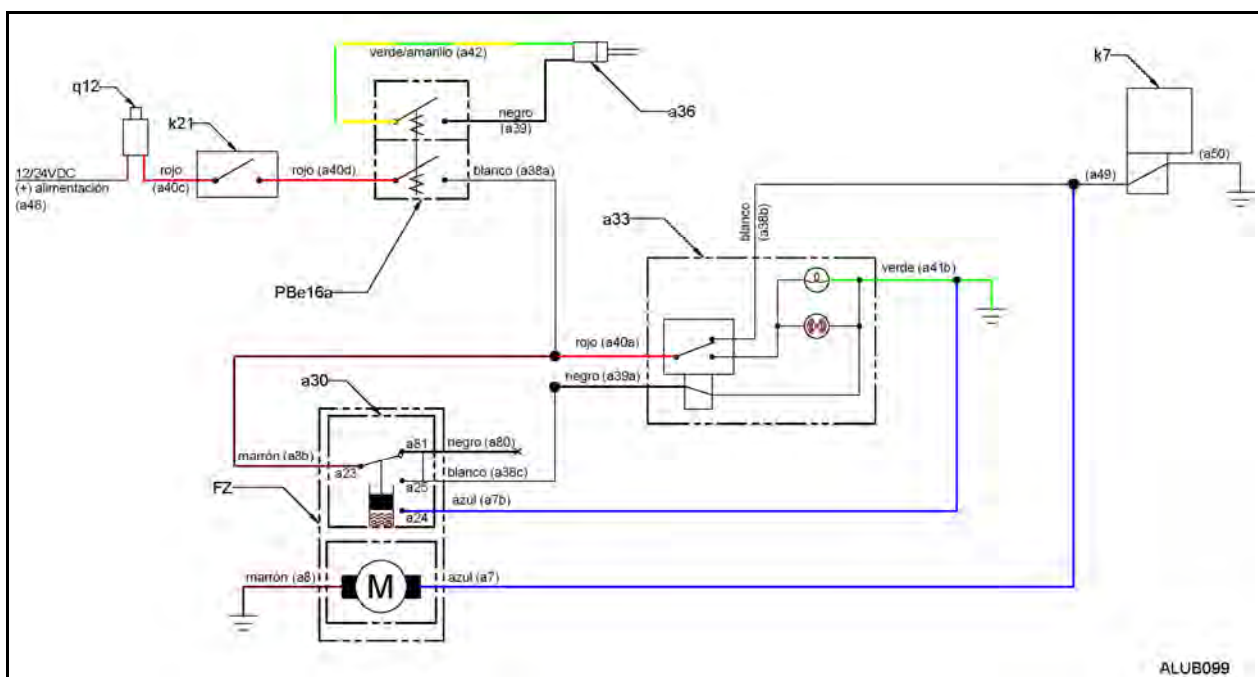 verde/amarillo (a42)
k7
q12
negro
(a39)
a36
k21
12/24VDC
(+) alimentación
(a48)
rojo
(a40c)
rojo (a40d)
blanco (a38a)
(a49)
(a50)
PBe16a
a33
blanco
(a38b)
verde (a41b)
rojo (a40a)
negro (a39a)
a30
a81
negro (a80)
marrón (a8b)
a23
blanco (a38c)
a25
FZ
azul (a7b)
a24
marrón (a8)
M
azul (a7)
ALUB099